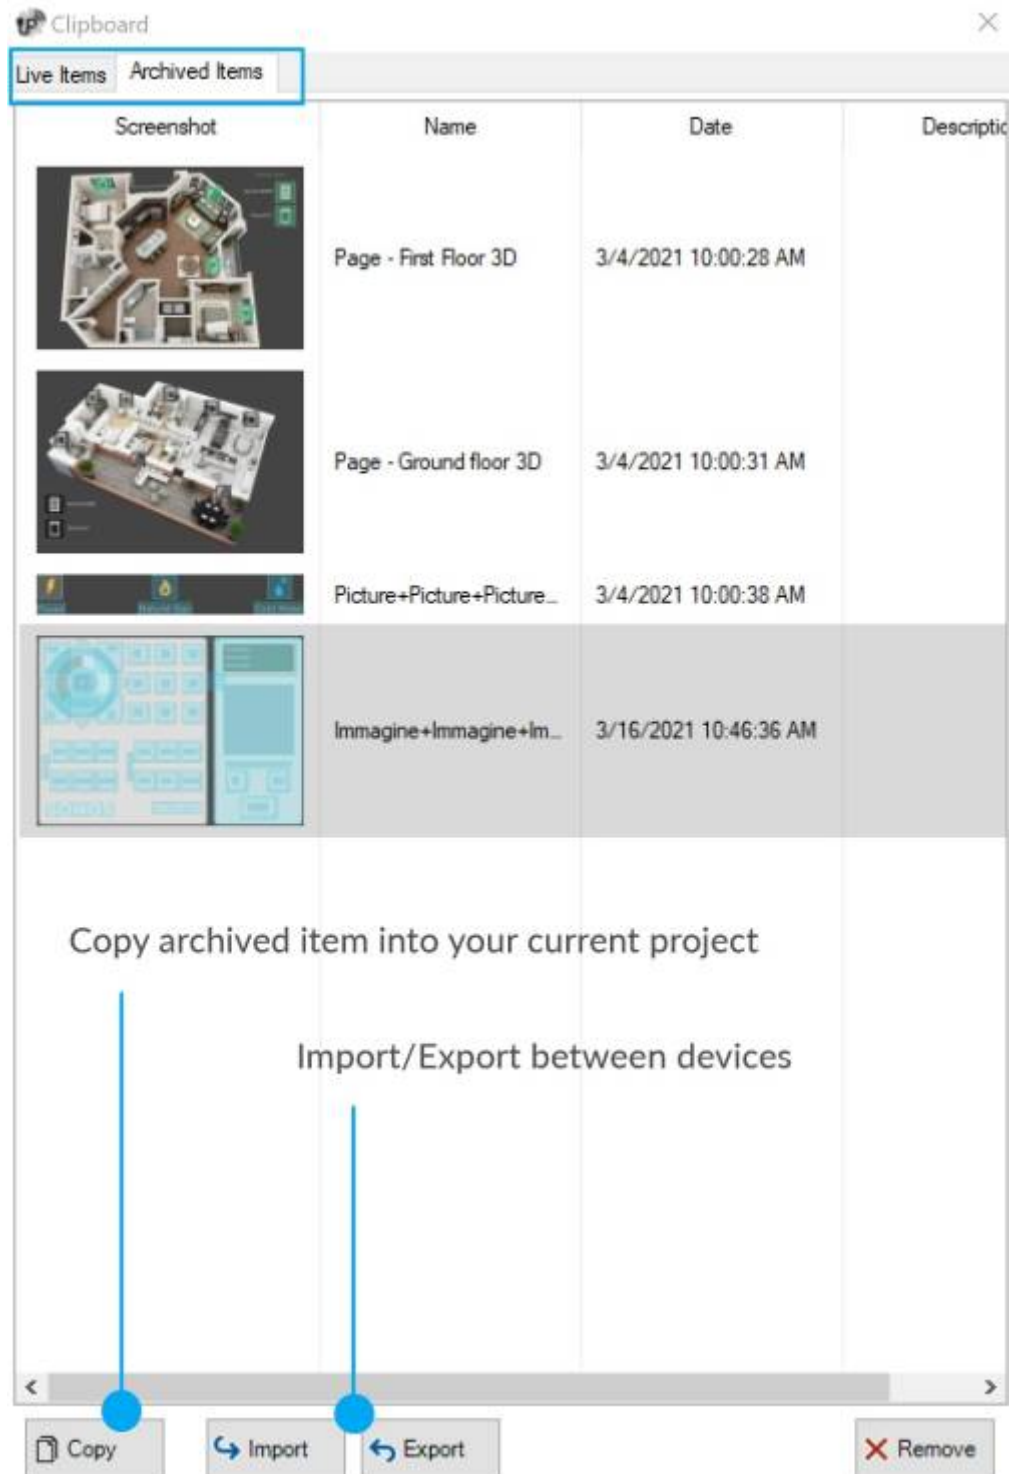 Clipboard
Live Items Archived Items
Screenshot Name Date Descriptic
Page - First Floor 3D 3/4/2021 10:00:28 AM
Page - Ground floor 3D 3/4/2021 10:00:31 AM
Picture+Picture+Picture... 3/4/2021 10:00:38 AM
Immagine+Immagine+Im... 3/16/2021 10:46:36 AM
Copy archived item into your current project
Import/Export between devices
Copy Import Export Remove